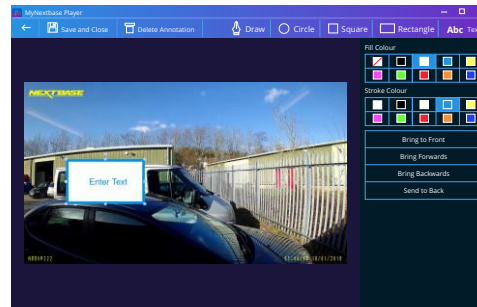 MyNextbase Player
Save and Close
Delete Annotation
Draw
Circle
Square
Rectangle
Abc
Fill Colour
Stroke Colour
Bring to Front
Bring Forwards
Bring Backwards
Send to Back
NEXTBASE
Enter Text